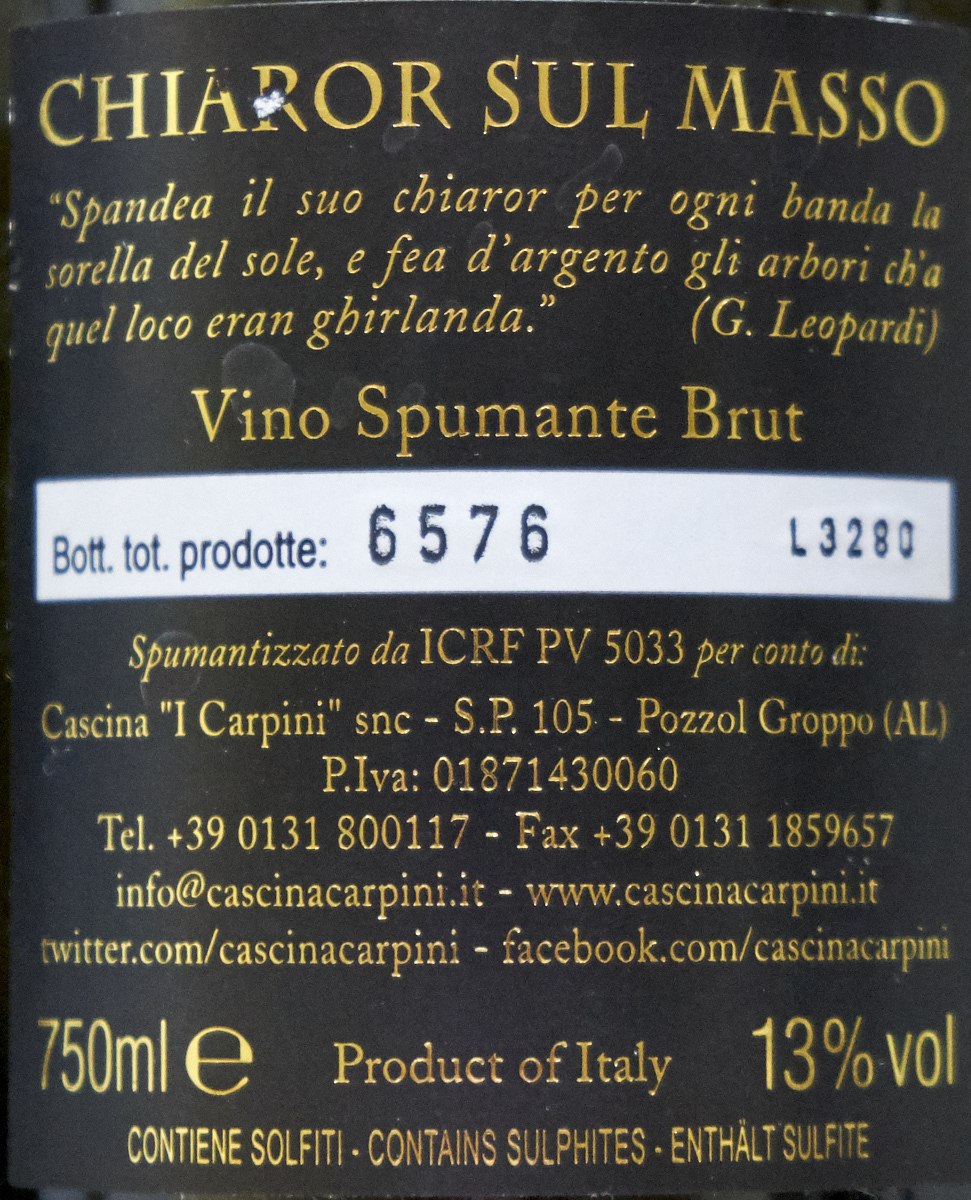 CHIAROR SUL MASSO
“Spandea il suo chiaror per ogni banda la
sorella del sole, e fea d’argento gli arbori ch’a
quel loco eran ghirlanda.” (G. Leopardi)
Vino Spumante Brut
Bott. tot. prodotte: 6576 L3280
Spumantizzato da ICRF PV 5033 per conto di:
Cascina "I Carpini" snc - S.P. 105 - Pozzol Groppo (AL)
P.Iva: 01871430060
Tel. +39 0131 800117 - Fax +39 0131 1859657
info@cascinacarpini.it - www.cascinacarpini.it
twitter.com/cascinacarpini - facebook.com/cascinacarpini
750ml e Product of Italy 13% vol
CONTIENE SOLFITI - CONTAINS SULPHITES - ENTHÄLT SULFITE